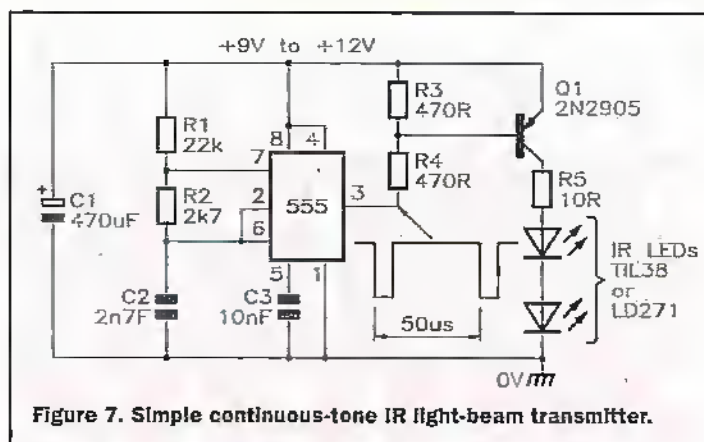 +9V to +12V
R1
22k
R2
2k7
+
C1
470uF
C2
2n7F
C3
10nF
8
4
7
2
6
555
3
5
1
R3
470R
R4
470R
Q1
2N2905
R5
10R
IR LEDs
TIL38
or
LD271
50us
0V
Figure 7. Simple continuous-tone IR light-beam transmitter.